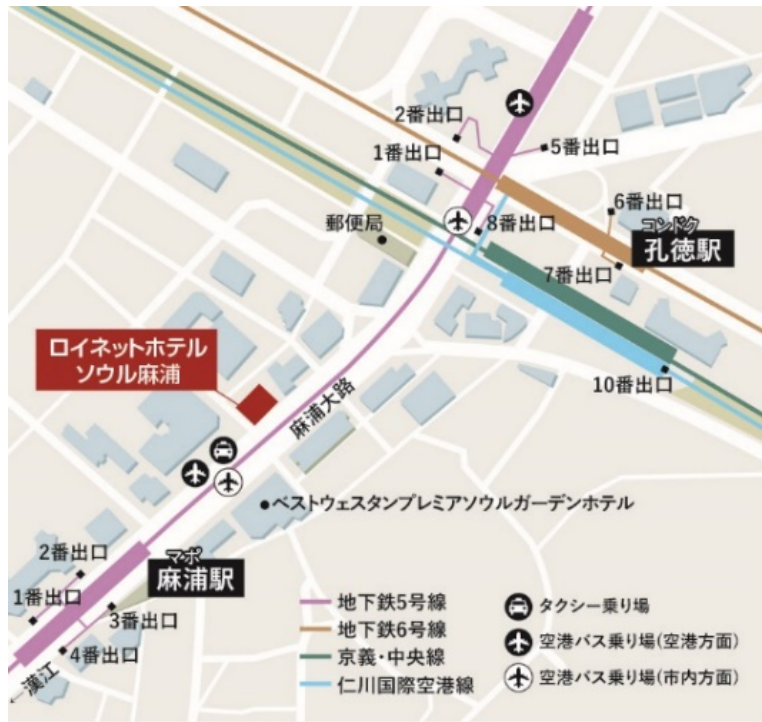 2番出口
1番出口
5番出口
6番出口
8番出口
コンドク
孔徳駅
郵便局
7番出口
ロイネットホテル
ソウル麻浦
10番出口
麻浦大路
ベストウェスタンプレミアソウルガーデンホテル
2番出口
マポ
麻浦駅
1番出口
3番出口
4番出口
←漢江
地下鉄5号線
地下鉄6号線
京義・中央線
仁川国際空港線
タクシー乗り場
空港バス乗り場(空港方面)
空港バス乗り場(市内方面)